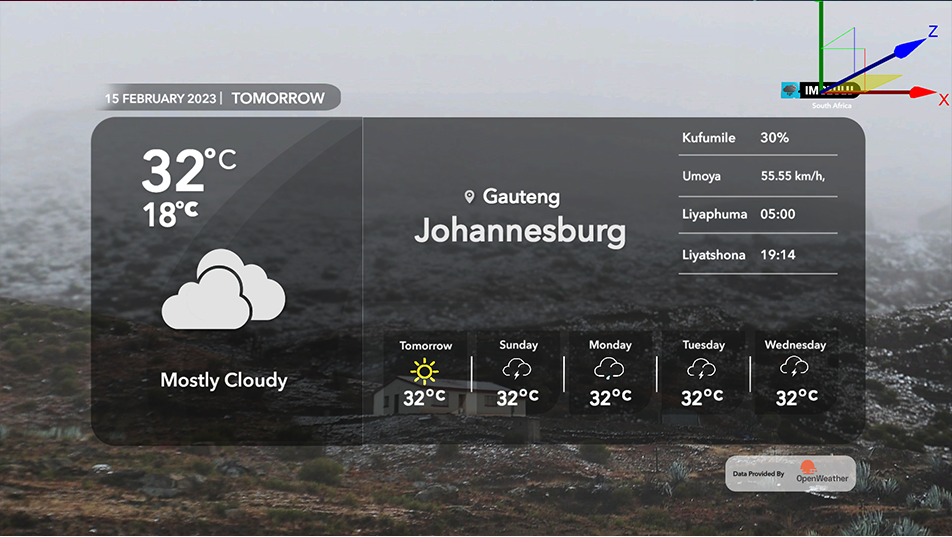 Z
X
South Africa
15 FEBRUARY 2023 | TOMORROW
32°C
18°C
Mostly Cloudy
Gauteng
Johannesburg
Kufumile 30%
Umoya 55.55 km/h,
Liyaphuma 05:00
Liyatshona 19:14
Tomorrow Sunday Monday Tuesday Wednesday
32°C 32°C 32°C 32°C 32°C
Data Provided By OpenWeather